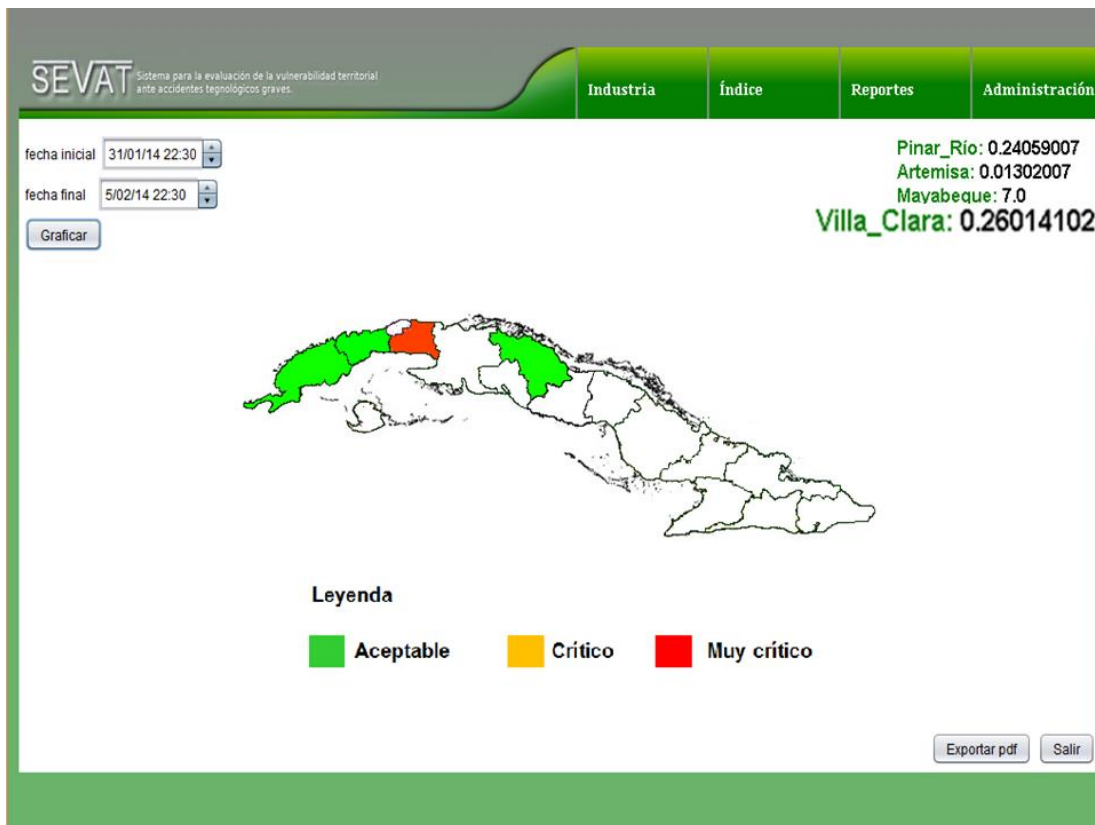 SEVAT
Sistema para la evaluación de la vulnerabilidad territorial
ante accidentes tegnológicos graves.
Industria
Índice
Reportes
Administración
fecha inicial 31/01/14 22:30
fecha final 5/02/14 22:30
Graficar
Pinar_Río: 0.24059007
Artemisa: 0.01302007
Mayabeque: 7.0
Villa_Clara: 0.26014102
Leyenda
Aceptable
Crítico
Muy crítico
Exportar pdf
Salir